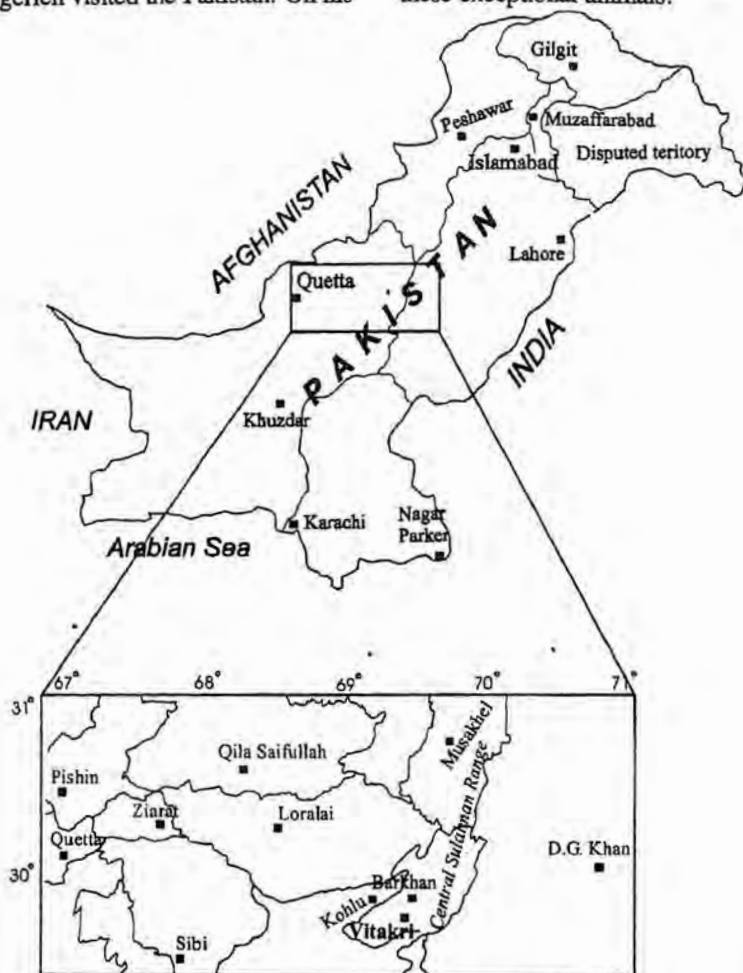 gerich visited the Pakistan. On his these exceptional animals.
Gilgit
Peshawar
Muzaffarabad
Islamabad
Disputed teritory
AFGHANISTAN
Lahore
Quetta
PAKISTAN
INDIA
IRAN
Khuzdar
Karachi
Nagar
Parker
Arabian Sea
67° 68° 69° 70° 71°
31°
Musakhel
Qila Saifullah
Pishin
Ziarat
Loralai
Central Sulaiman Range
Quetta
D.G. Khan
30°
Barkhan
Kohlu
Vitakri
Sibi